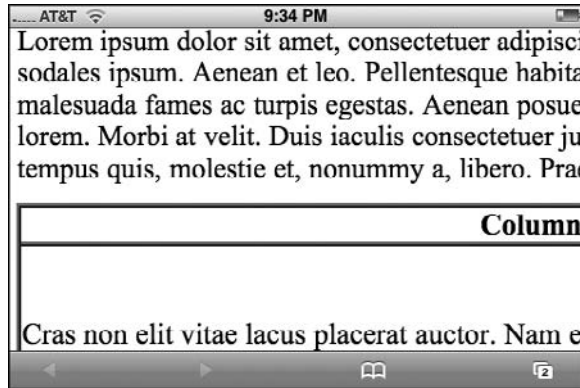 AT&T 9:34 PM
Lorem ipsum dolor sit amet, consectetuer adipisci
sodales ipsum. Aenean et leo. Pellentesque habita
malesuada fames ac turpis egestas. Aenean posue
lorem. Morbi at velit. Duis iaculis consectetuer ju
tempus quis, molestie et, nonummy a, libero. Prae
Column
Cras non elit vitae lacus placerat auctor. Nam e
2